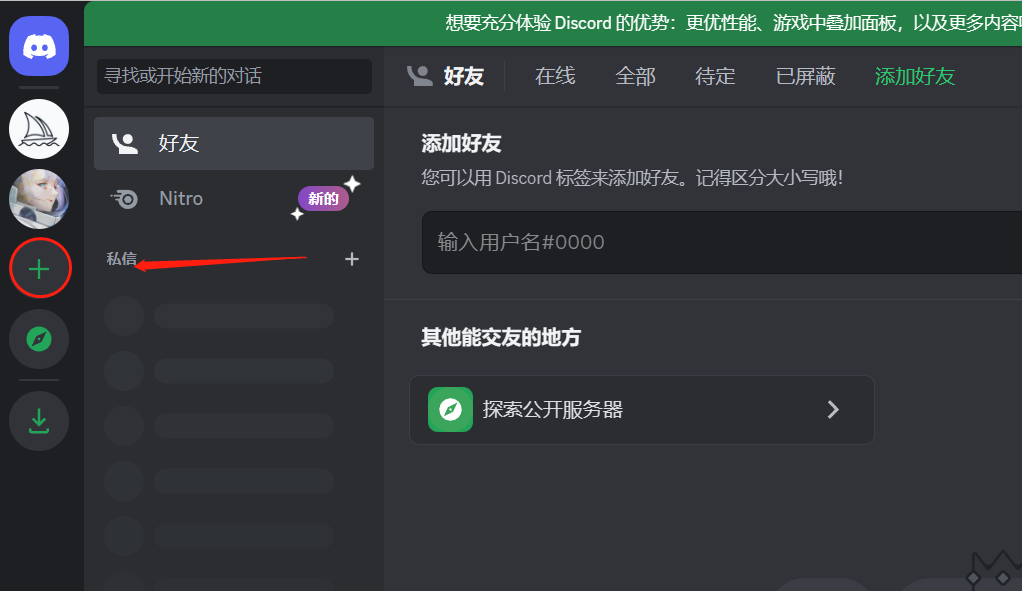 想要充分体验 Discord 的优势：更优性能、游戏中叠加面板，以及更多内容
寻找或开始新的对话
好友
在线
全部
待定
已屏蔽
添加好友
好友
Nitro
新的
私信
添加好友
您可以用 Discord 标签来添加好友。记得区分大小写哦！
输入用户名#0000
其他能交友的地方
探索公开服务器